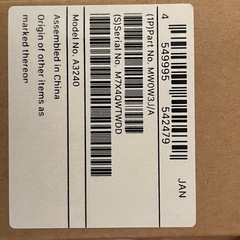 Assembled in China
Origin of other items as
marked thereon
Model No. A3240
(S)Serial No. M7X4QWTWDD
(1P)Part No. MW0W3J/A
4 549995 542479
JAN